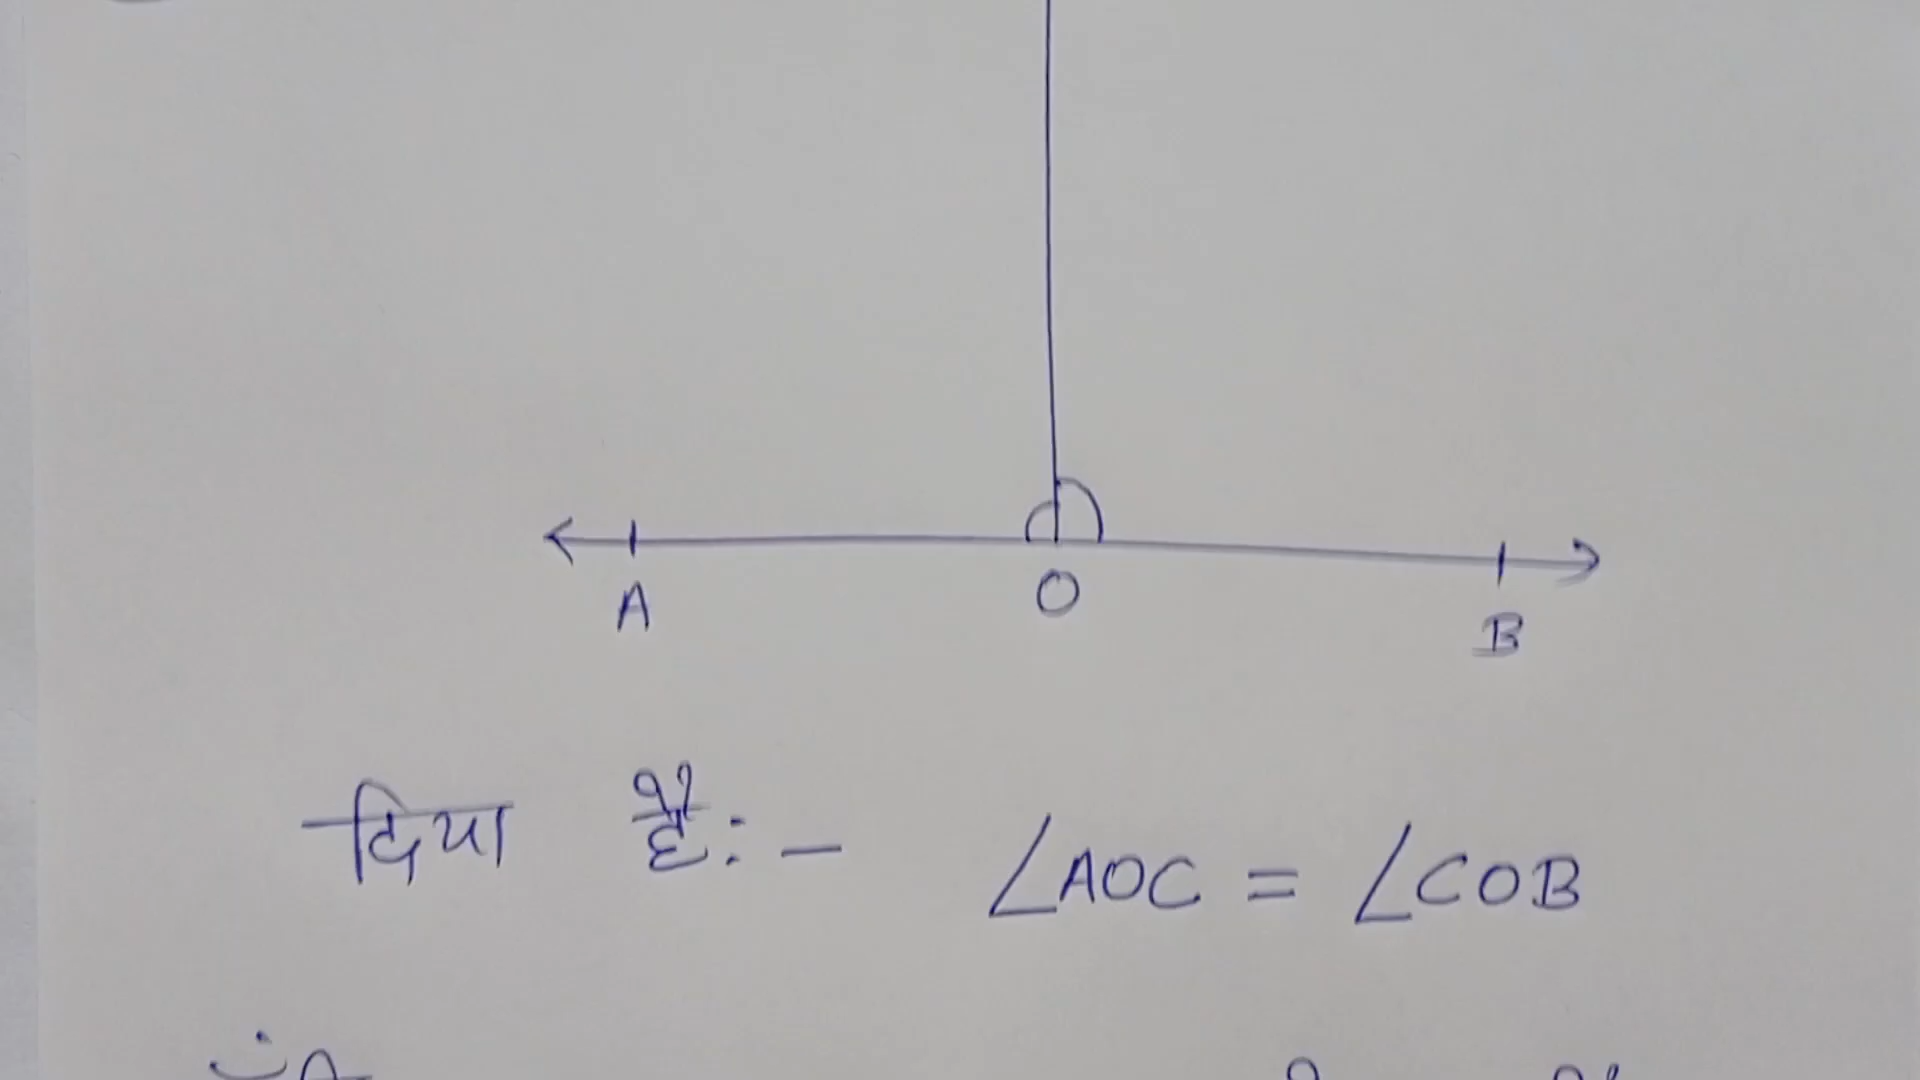 A O B
दिया है:- ∠AOC = ∠COB